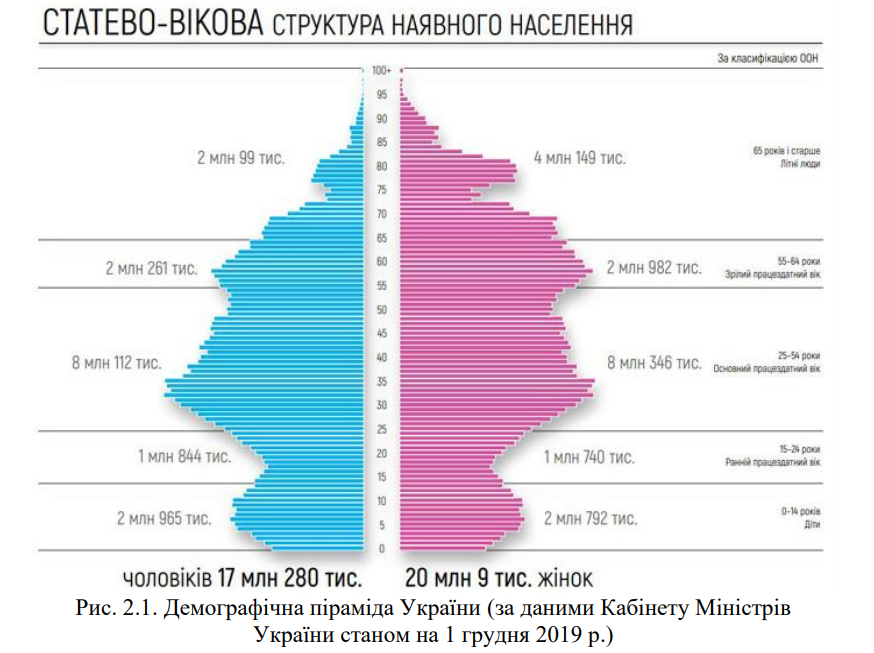 СТАТЕВО-ВІКОВА СТРУКТУРА НАЯВНОГО НАСЕЛЕННЯ
За класифікацією ООН
100+
95
90
85
2 млн 99 тис.
4 млн 149 тис.
65 років і старше
Літні люди
80
75
70
65
60
2 млн 261 тис.
2 млн 982 тис.
55–64 роки
Зрілий працездатний вік
55
50
45
40
8 млн 112 тис.
8 млн 346 тис.
25–54 роки
Основний працездатний вік
35
30
25
20
1 млн 844 тис.
1 млн 740 тис.
15–24 роки
Ранній працездатний вік
15
10
5
2 млн 965 тис.
2 млн 792 тис.
0–14 років
Діти
0
чоловіків 17 млн 280 тис.
20 млн 9 тис. жінок
Рис. 2.1. Демографічна піраміда України (за даними Кабінету Міністрів
України станом на 1 грудня 2019 р.)